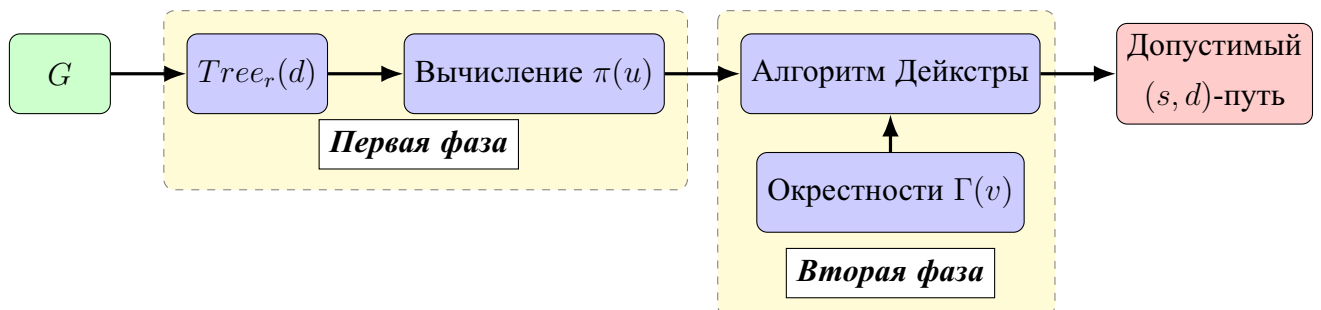 G
Tree_r(d)
Вычисление π(u)
Первая фаза
Алгоритм Дейкстры
Окрестности Γ(v)
Вторая фаза
Допустимый
(s, d)-путь